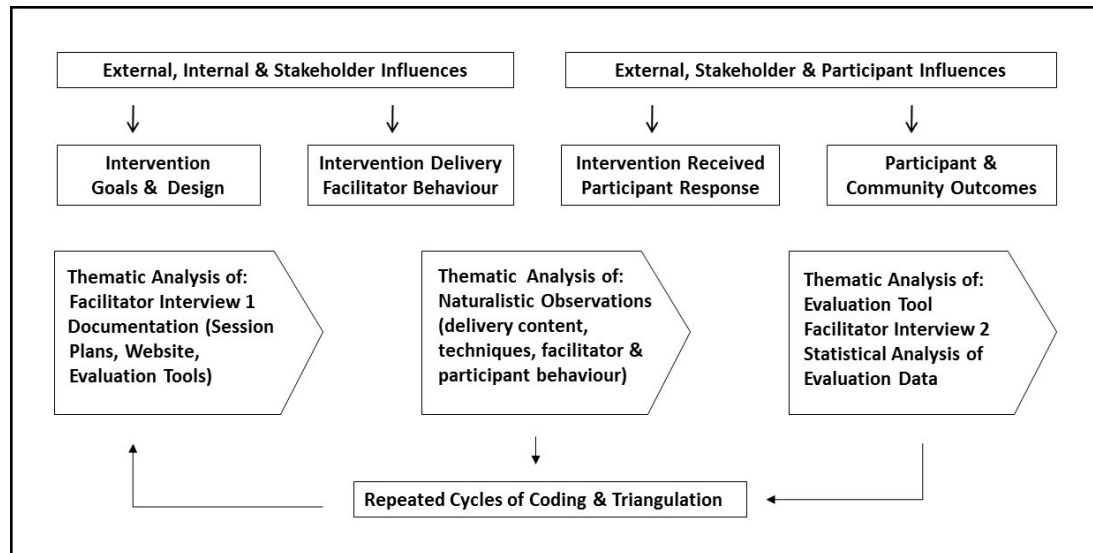 External, Internal & Stakeholder Influences
External, Stakeholder & Participant Influences
Intervention
Goals & Design
Intervention Delivery
Facilitator Behaviour
Intervention Received
Participant Response
Participant &
Community Outcomes
Thematic Analysis of:
Facilitator Interview 1
Documentation (Session
Plans, Website,
Evaluation Tools)
Thematic Analysis of:
Naturalistic Observations
(delivery content,
techniques, facilitator &
participant behaviour)
Thematic Analysis of:
Evaluation Tool
Facilitator Interview 2
Statistical Analysis of
Evaluation Data
Repeated Cycles of Coding & Triangulation